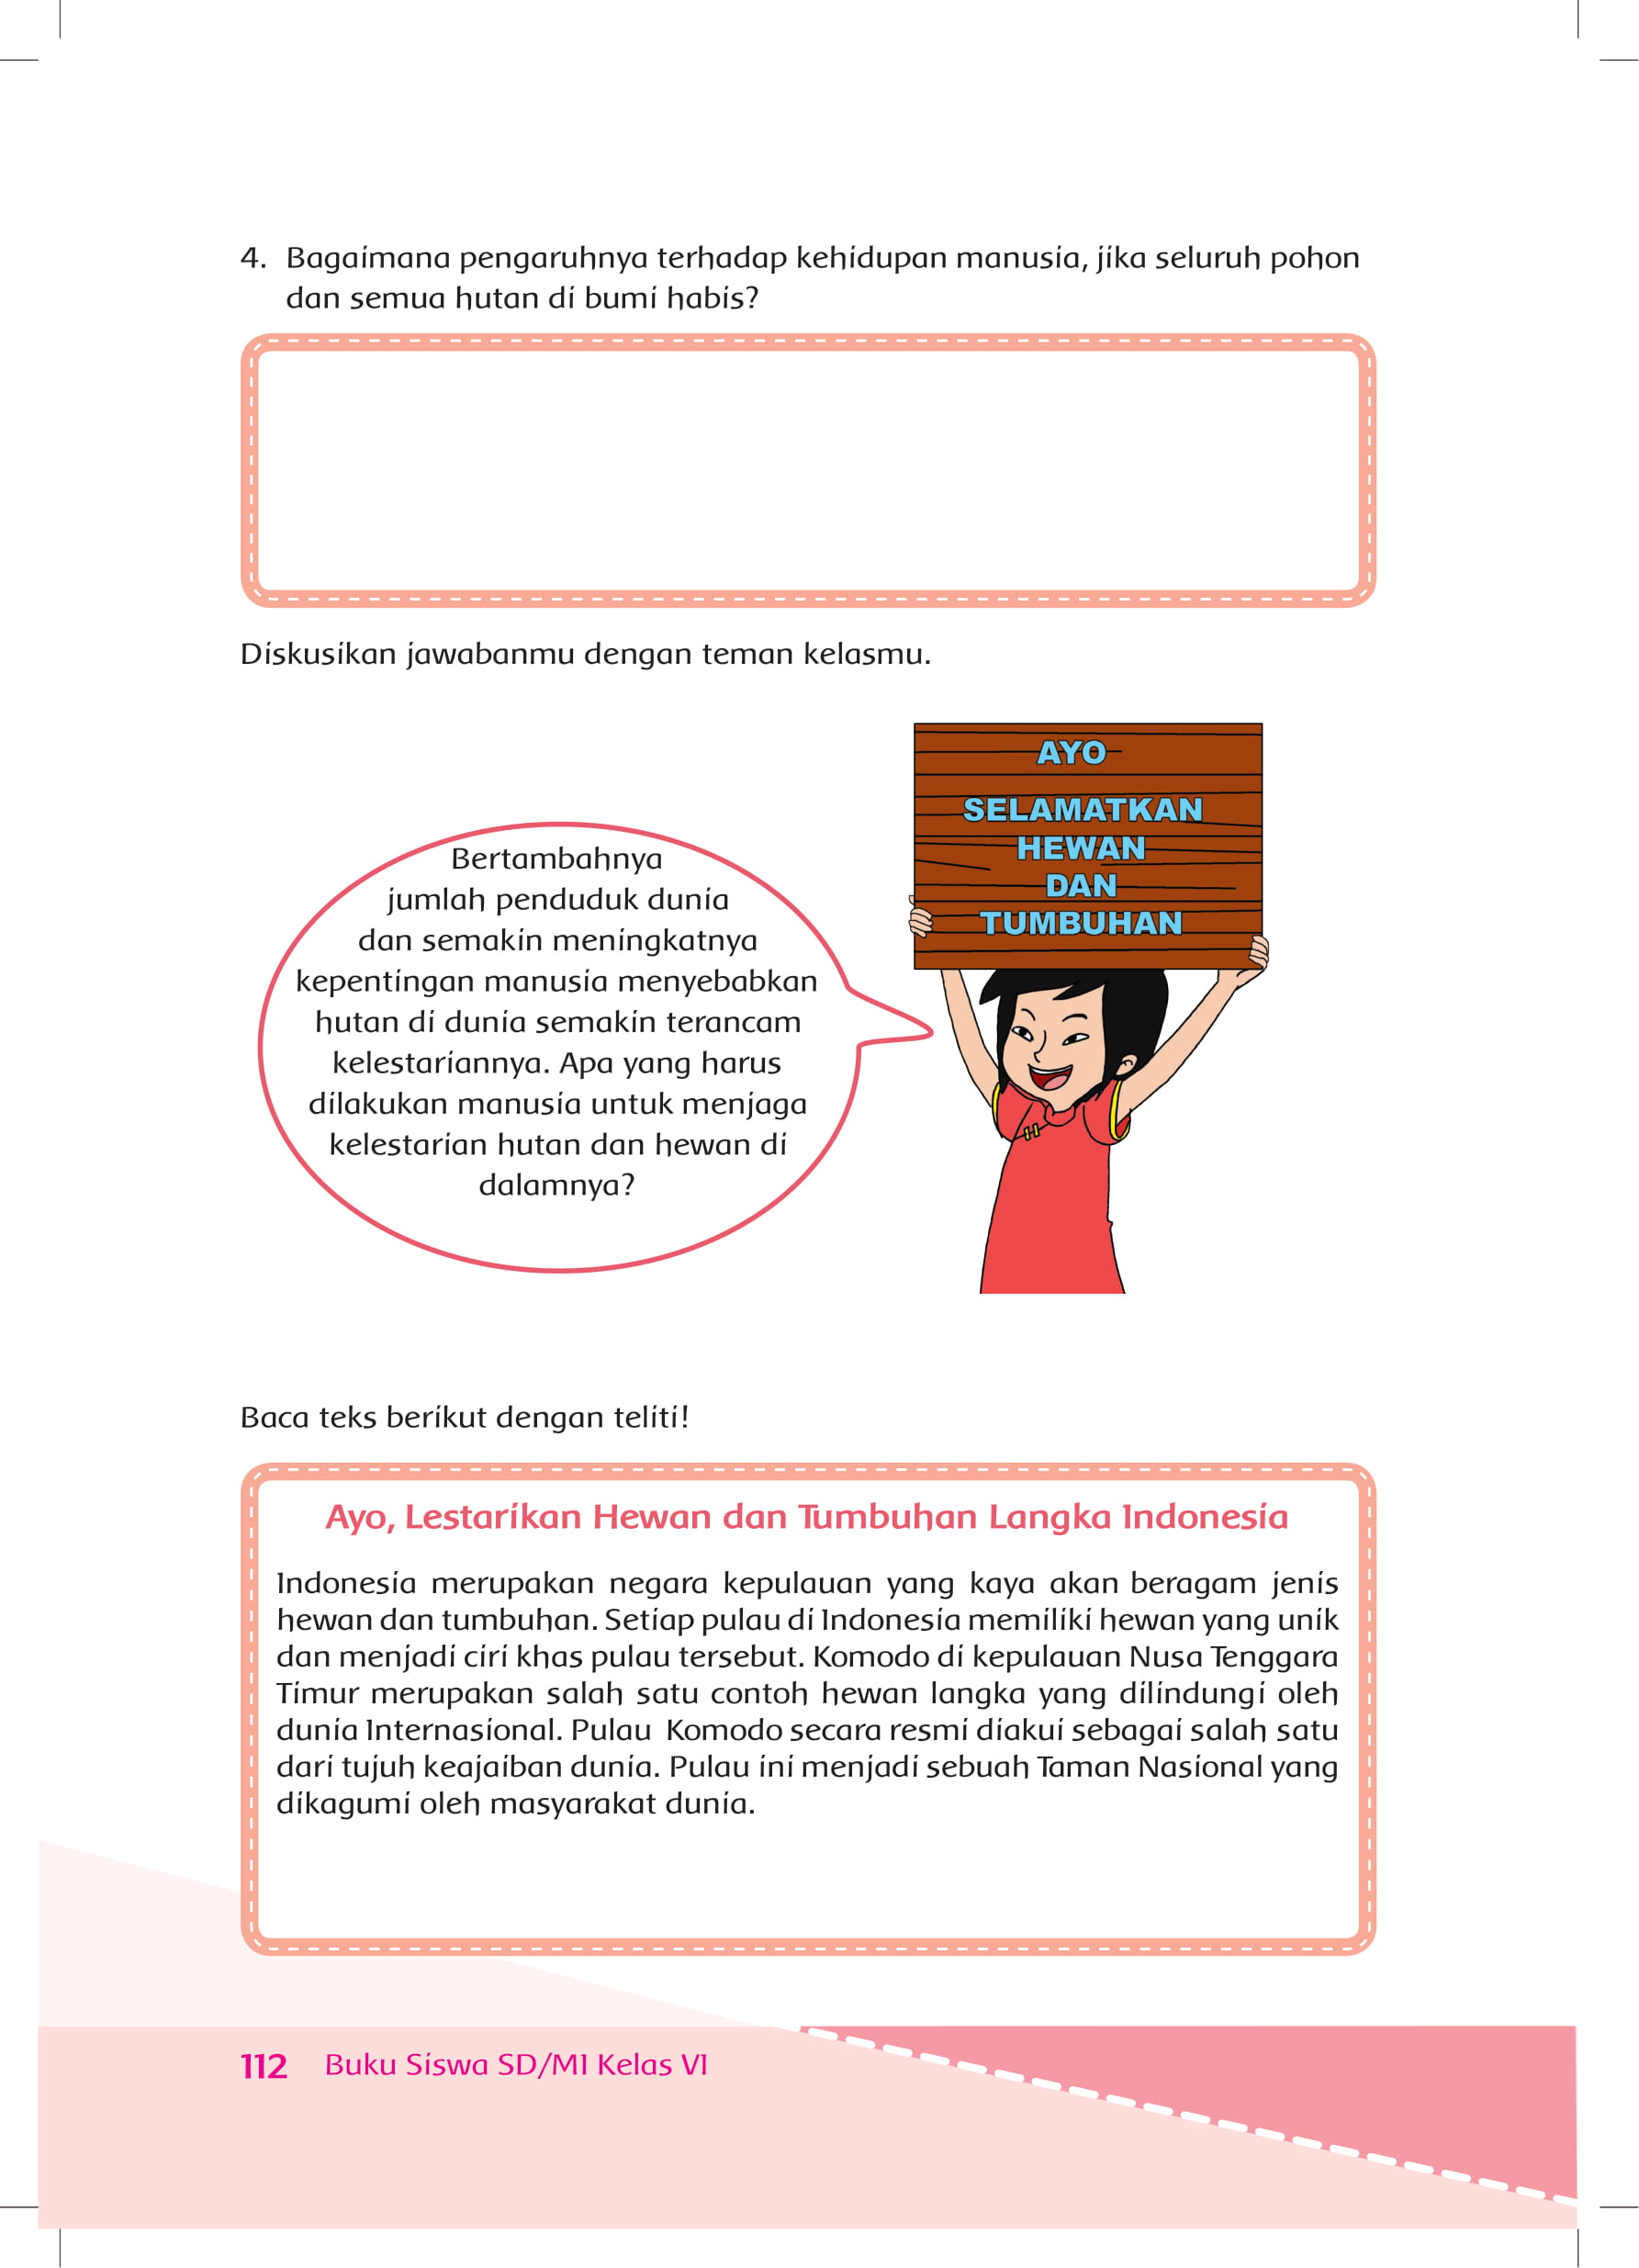 4. Bagaimana pengaruhnya terhadap kehidupan manusia, jika seluruh pohon
dan semua hutan di bumi habis?
Diskusikan jawabanmu dengan teman kelasmu.
AYO
SELAMATKAN
HEWAN
DAN
TUMBUHAN
Bertambahnya
jumlah penduduk dunia
dan semakin meningkatnya
kepentingan manusia menyebabkan
hutan di dunia semakin terancam
kelestariannya. Apa yang harus
dilakukan manusia untuk menjaga
kelestarian hutan dan hewan di
dalamnya?
Baca teks berikut dengan teliti!
Ayo, Lestarikan Hewan dan Tumbuhan Langka Indonesia
Indonesia merupakan negara kepulauan yang kaya akan beragam jenis
hewan dan tumbuhan. Setiap pulau di Indonesia memiliki hewan yang unik
dan menjadi ciri khas pulau tersebut. Komodo di kepulauan Nusa Tenggara
Timur merupakan salah satu contoh hewan langka yang dilindungi oleh
dunia Internasional. Pulau Komodo secara resmi diakui sebagai salah satu
dari tujuh keajaiban dunia. Pulau ini menjadi sebuah Taman Nasional yang
dikagumi oleh masyarakat dunia.
112 Buku Siswa SD/MI Kelas VI